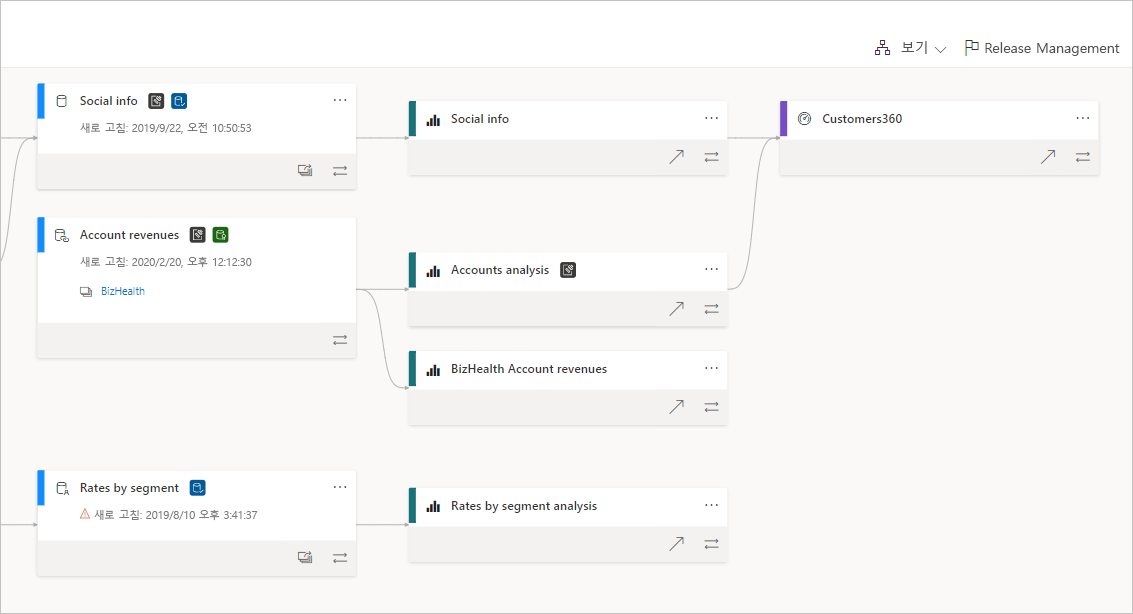 보기 Release Management
Social info
새로 고침: 2019/9/22, 오전 10:50:53
Social info
Customers360
Account revenues
새로 고침: 2020/2/20, 오후 12:12:30
BizHealth
Accounts analysis
BizHealth Account revenues
Rates by segment
새로 고침: 2019/8/10 오후 3:41:37
Rates by segment analysis